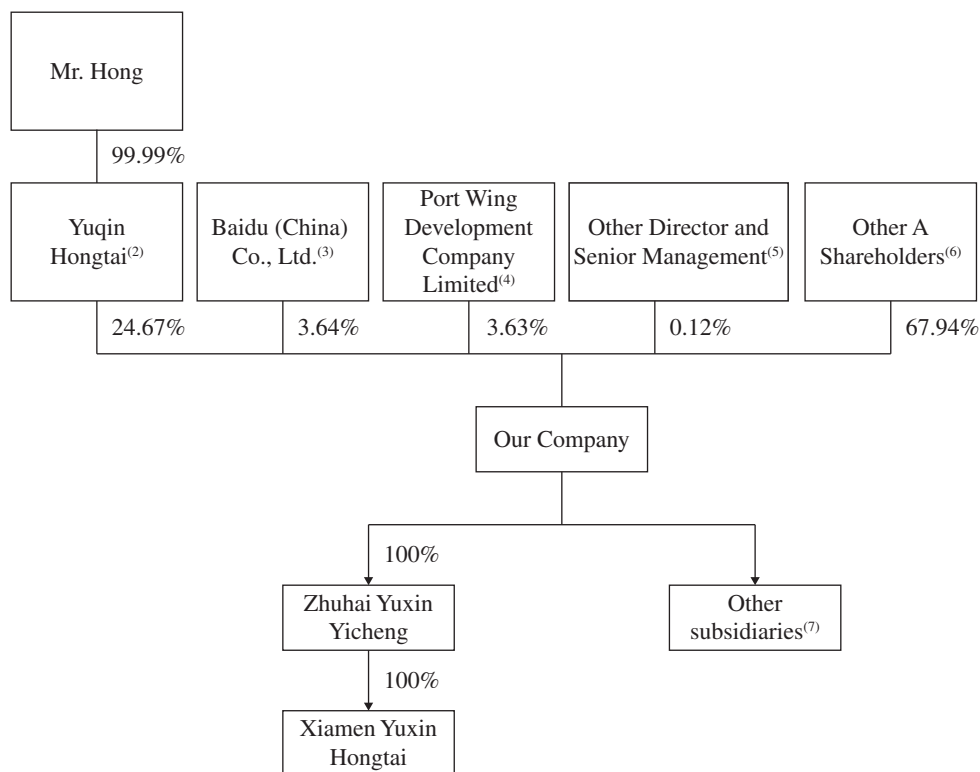 Mr. Hong
99.99%
Yuqin
Hongtai(2)
Baidu (China)
Co., Ltd.(3)
Port Wing
Development
Company
Limited(4)
Other Director and
Senior Management(5)
Other A
Shareholders(6)
24.67%
3.64%
3.63%
0.12%
67.94%
Our Company
100%
Zhuhai Yuxin
Yicheng
Other
subsidiaries(7)
100%
Xiamen Yuxin
Hongtai